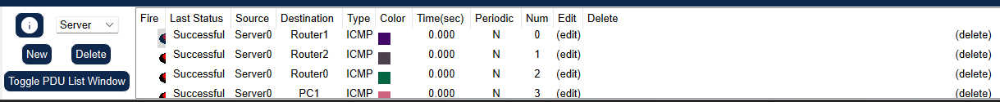 Fire Last Status Source Destination Type Color Time(sec) Periodic Num Edit Delete
i Server
Successful Server0 Router1 ICMP 0.000 N 0 (edit) (delete)
New Delete
Successful Server0 Router2 ICMP 0.000 N 1 (edit) (delete)
Toggle PDU List Window
Successful Server0 Router0 ICMP 0.000 N 2 (edit) (delete)
Successful Server0 PC1 ICMP 0.000 N 3 (edit) (delete)